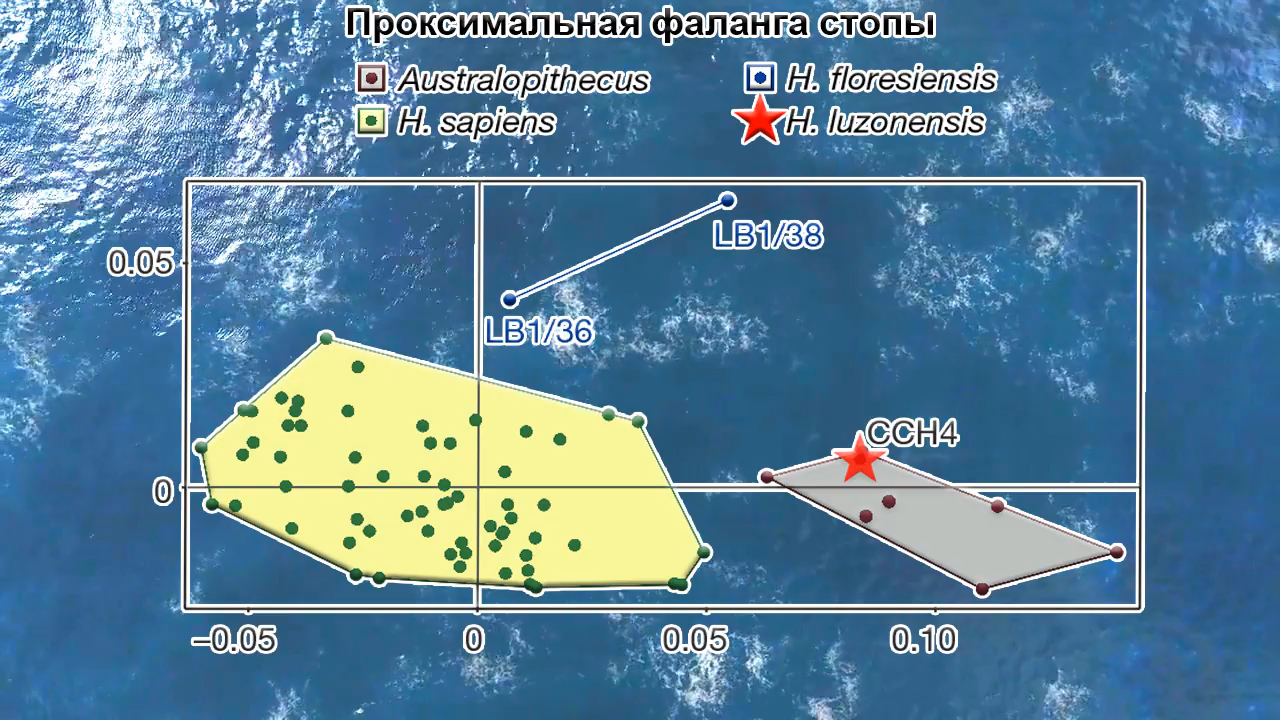 Проксимальная фаланга стопы
Australopithecus
H. floresiensis
H. sapiens
H. luzonensis
LB1/38
0.05
LB1/36
CCH4
0
−0.05
0
0.05
0.10